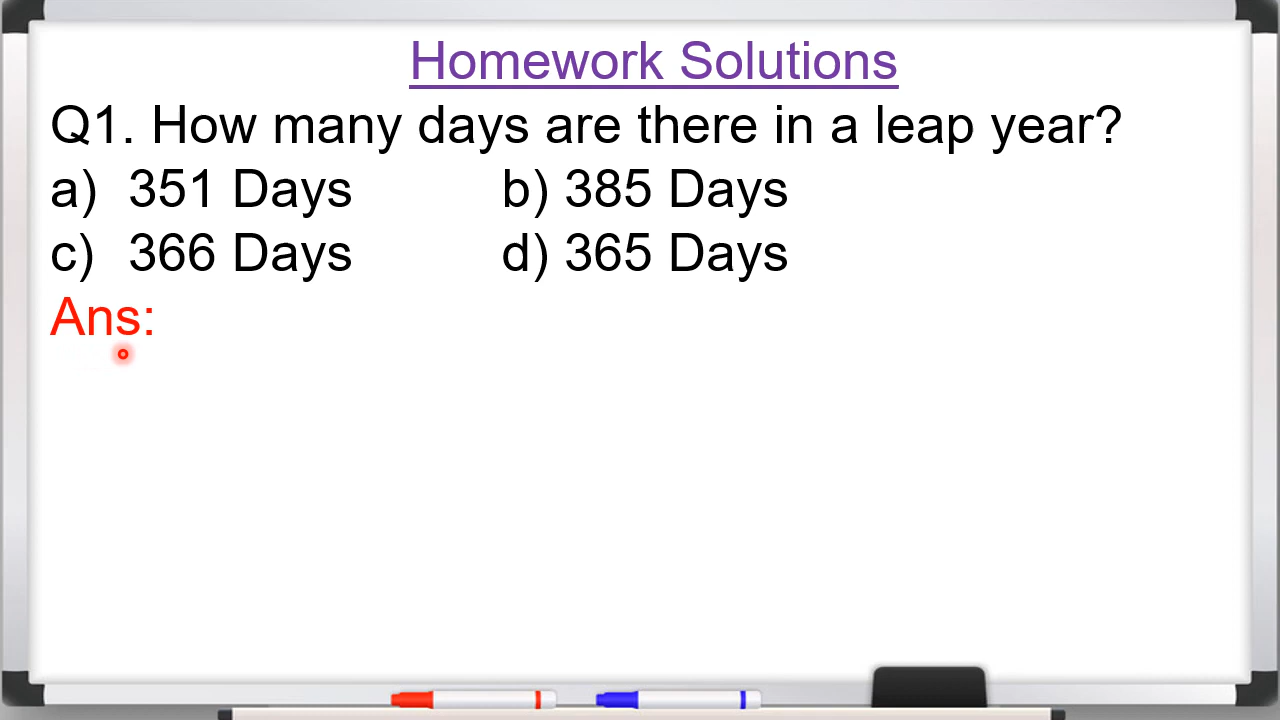 Homework Solutions
Q1. How many days are there in a leap year?
a) 351 Days b) 385 Days
c) 366 Days d) 365 Days
Ans: